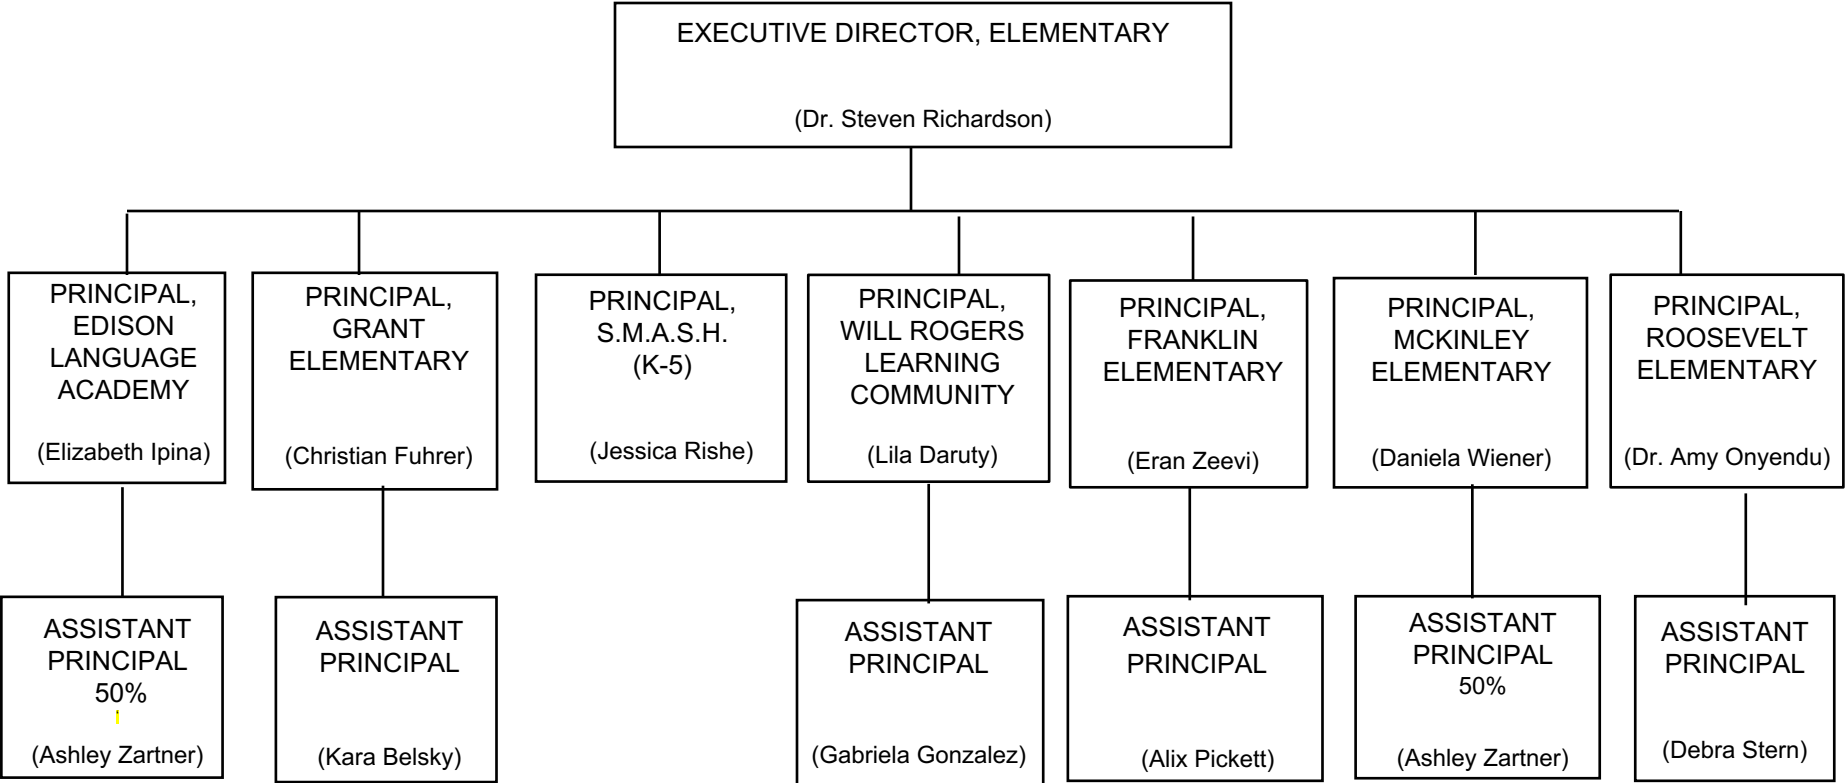 EXECUTIVE DIRECTOR, ELEMENTARY
(Dr. Steven Richardson)
PRINCIPAL,
EDISON
LANGUAGE
ACADEMY
(Elizabeth Ipina)
PRINCIPAL,
GRANT
ELEMENTARY
(Christian Fuhrer)
PRINCIPAL,
S.M.A.S.H.
(K-5)
(Jessica Rishe)
PRINCIPAL,
WILL ROGERS
LEARNING
COMMUNITY
(Lila Daruty)
PRINCIPAL,
FRANKLIN
ELEMENTARY
(Eran Zeevi)
PRINCIPAL,
MCKINLEY
ELEMENTARY
(Daniela Wiener)
PRINCIPAL,
ROOSEVELT
ELEMENTARY
(Dr. Amy Onyendu)
ASSISTANT
PRINCIPAL
50%
(Ashley Zartner)
ASSISTANT
PRINCIPAL
(Kara Belsky)
ASSISTANT
PRINCIPAL
(Gabriela Gonzalez)
ASSISTANT
PRINCIPAL
(Alix Pickett)
ASSISTANT
PRINCIPAL
50%
(Ashley Zartner)
ASSISTANT
PRINCIPAL
(Debra Stern)